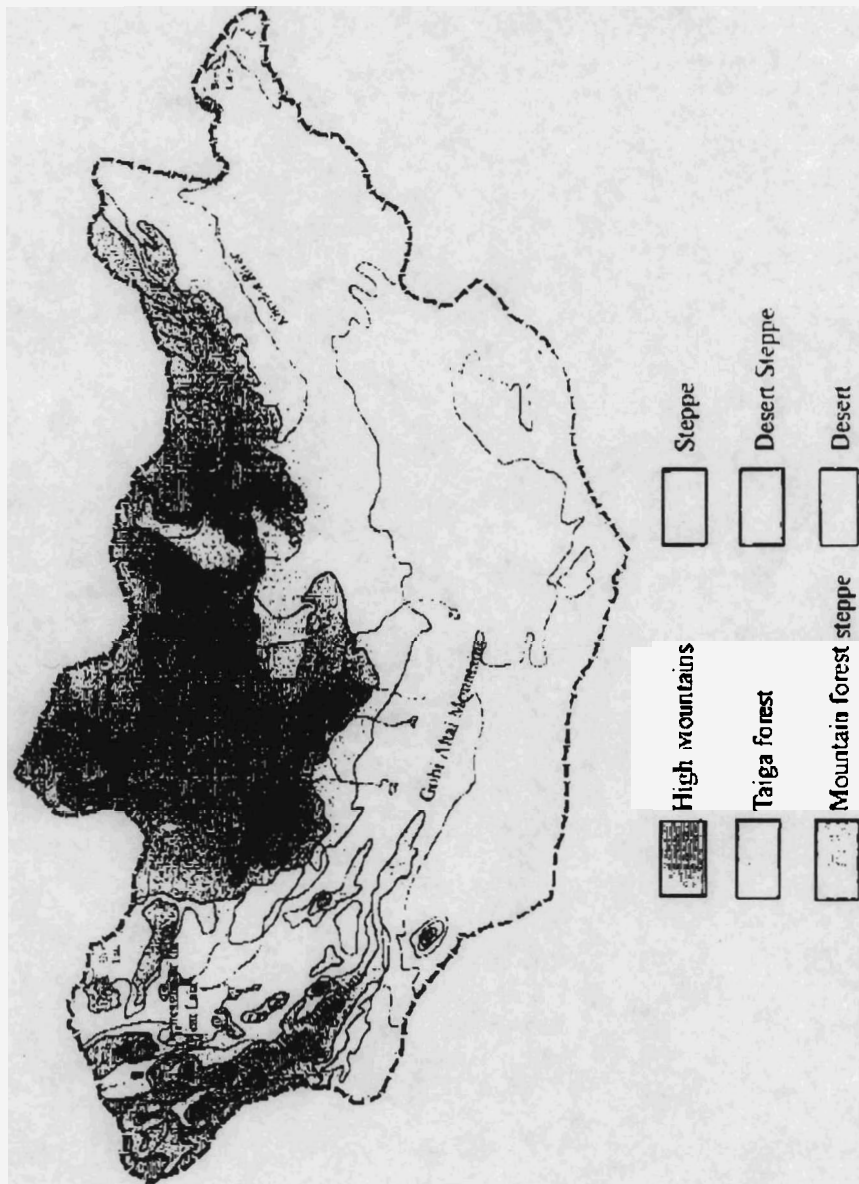 Gobi Altai Mountains
High Mountains
Taiga forest
Mountain forest steppe
Steppe
Desert Steppe
Desert